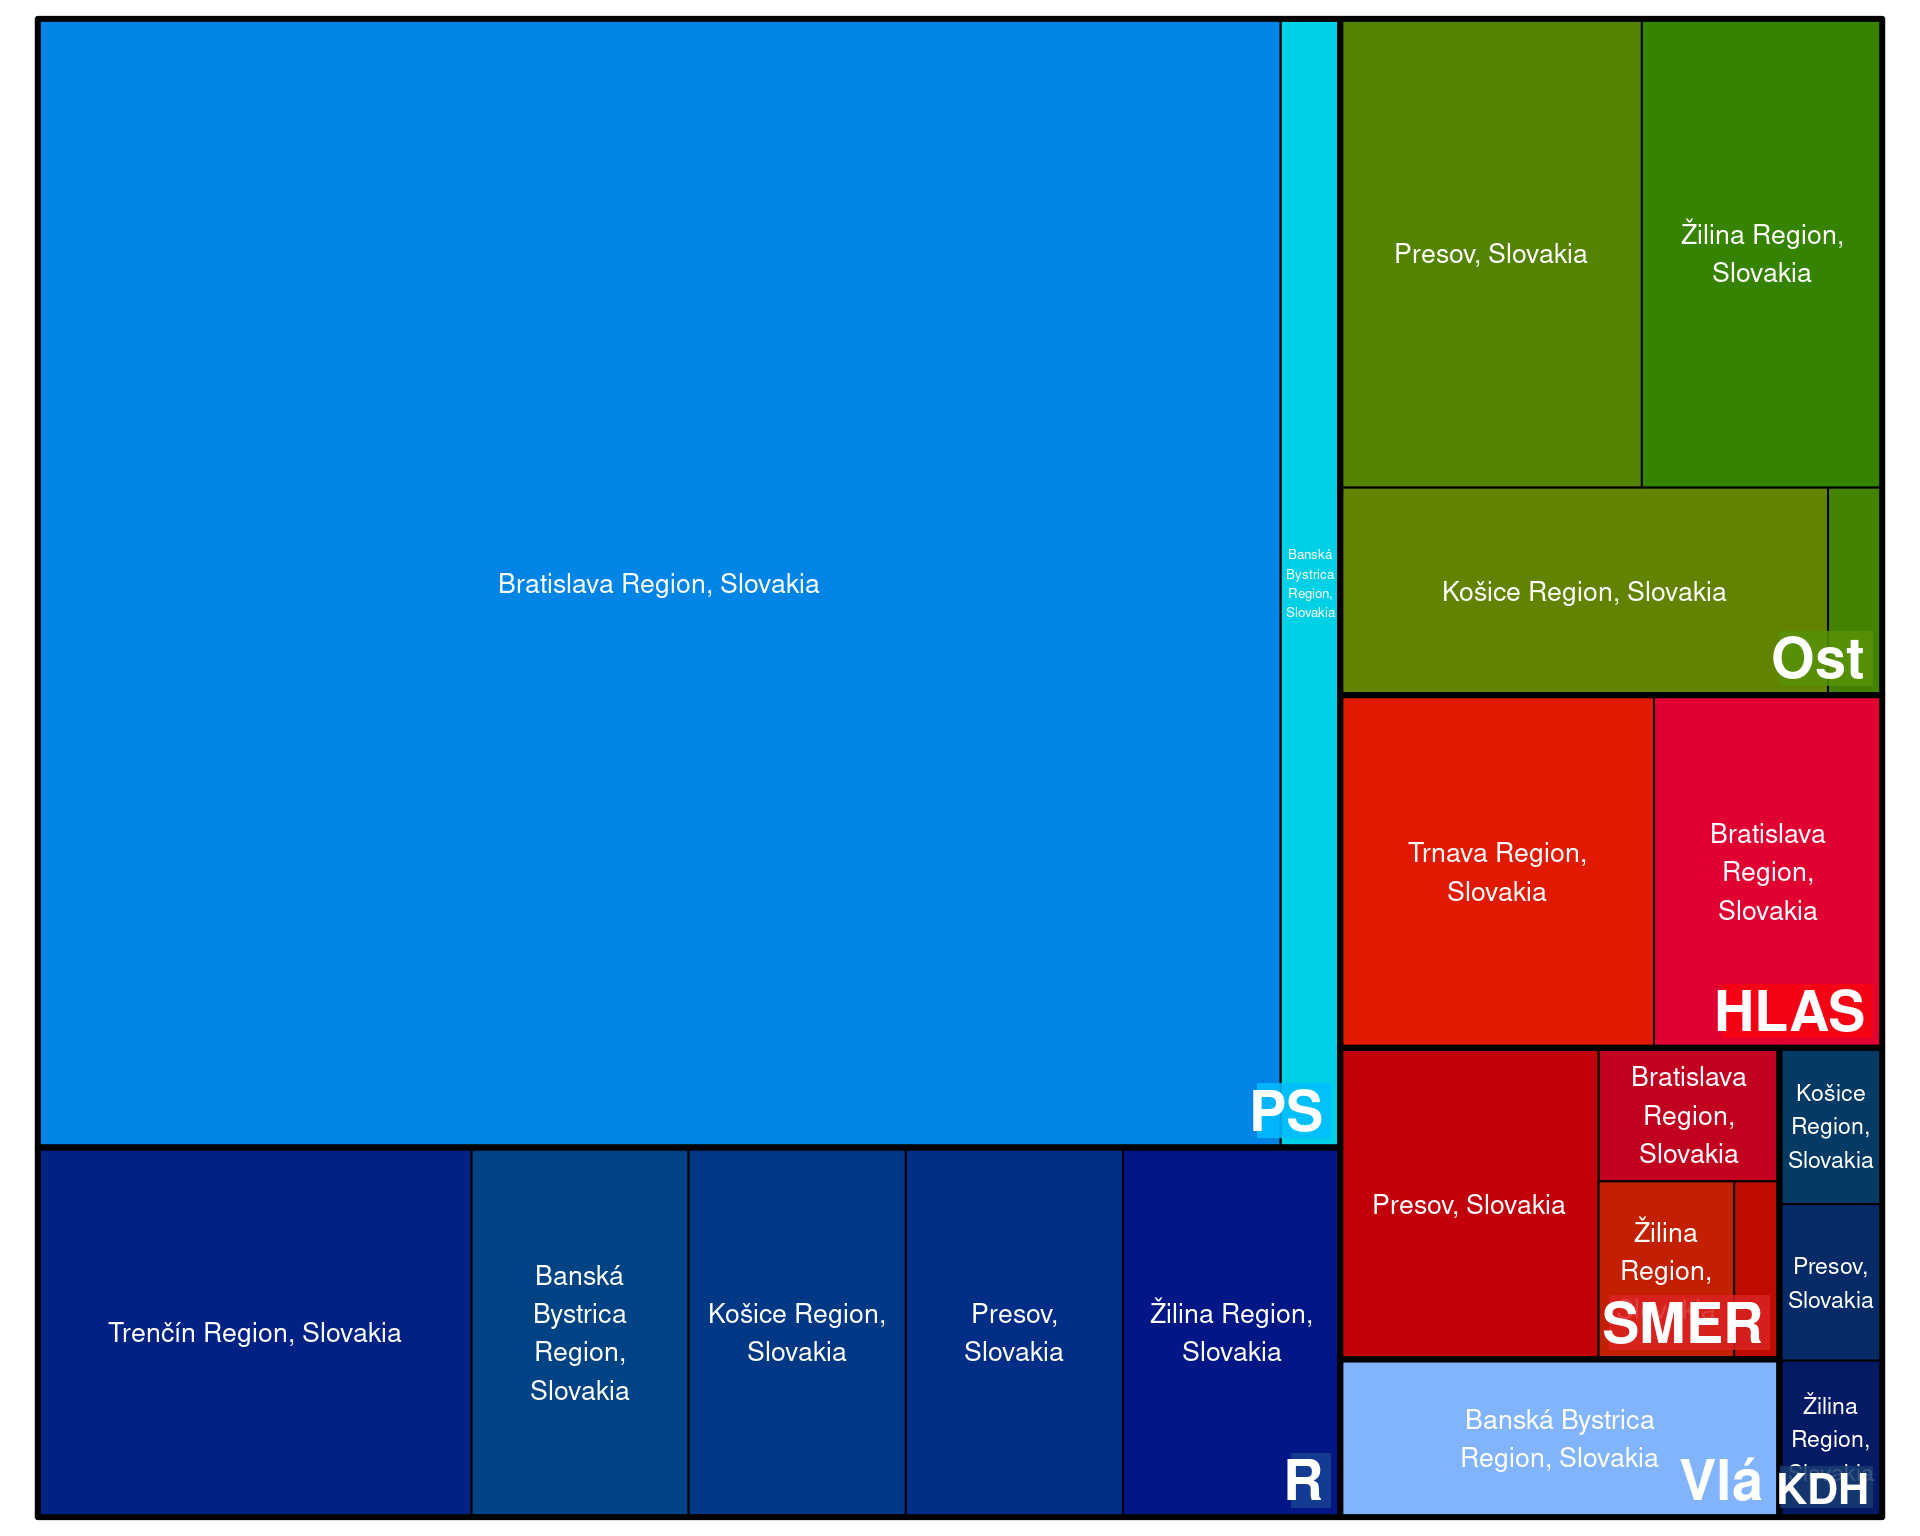 Bratislava Region, Slovakia
Banská
Bystrica
Region,
Slovakia
PS
Trenčín Region, Slovakia
Banská
Bystrica
Region,
Slovakia
Košice Region,
Slovakia
Presov,
Slovakia
Žilina Region,
Slovakia
R
Presov, Slovakia
Žilina Region,
Slovakia
Košice Region, Slovakia
Ost
Trnava Region,
Slovakia
Bratislava
Region,
Slovakia
HLAS
Presov, Slovakia
Bratislava
Region,
Slovakia
Žilina
Region,
SMER
Banská Bystrica
Region, Slovakia
Vlá
Košice
Region,
Slovakia
Presov,
Slovakia
Žilina
Region,
Slovakia
KDH